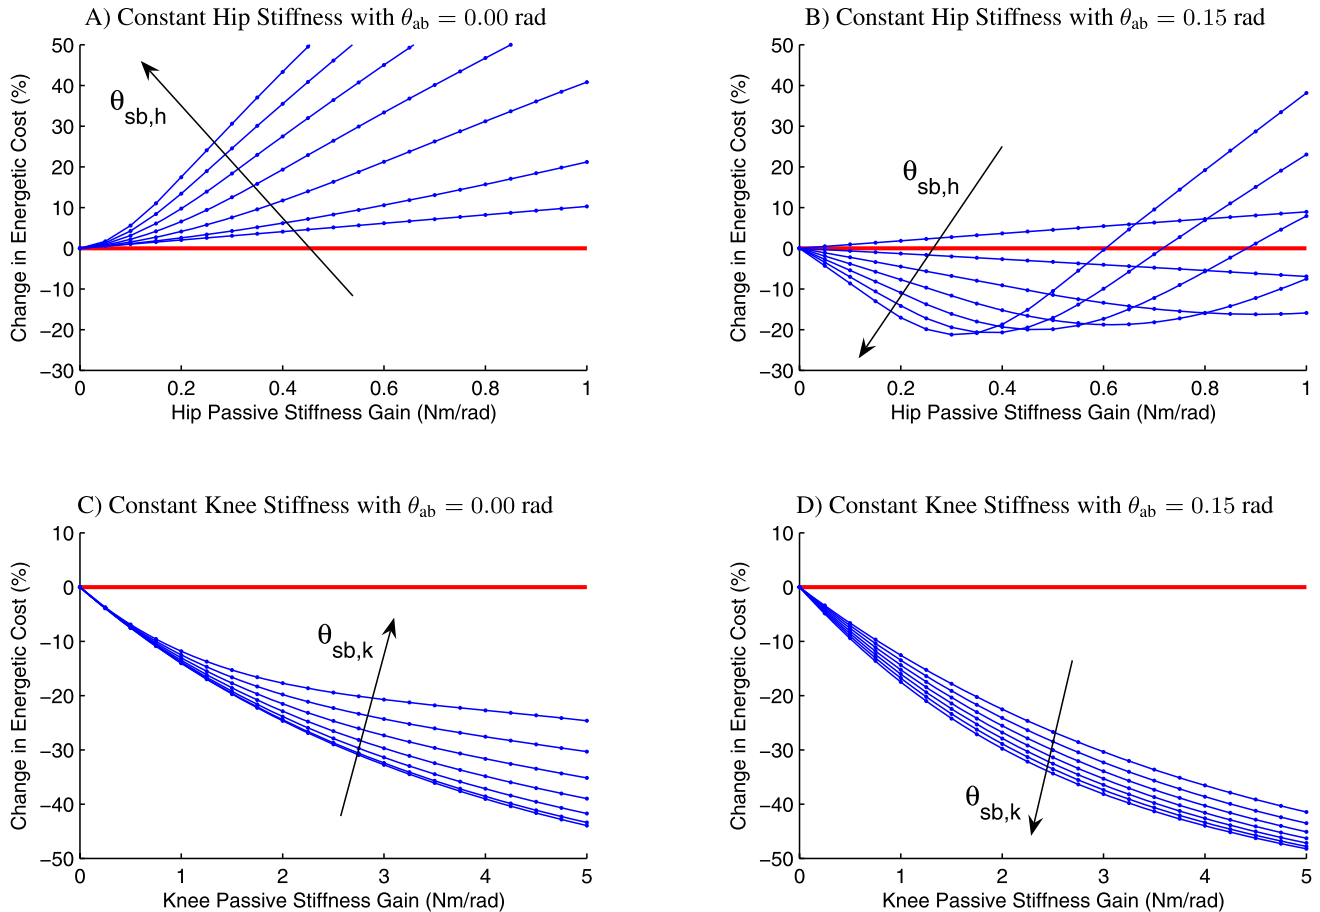 A) Constant Hip Stiffness with θab = 0.00 rad
Change in Energetic Cost (%)
50
40
30
20
10
0
−10
−20
−30
θsb,h
0 0.2 0.4 0.6 0.8 1
Hip Passive Stiffness Gain (Nm/rad)
B) Constant Hip Stiffness with θab = 0.15 rad
Change in Energetic Cost (%)
50
40
30
20
10
0
−10
−20
−30
θsb,h
0 0.2 0.4 0.6 0.8 1
Hip Passive Stiffness Gain (Nm/rad)
C) Constant Knee Stiffness with θab = 0.00 rad
Change in Energetic Cost (%)
10
0
−10
−20
−30
−40
−50
θsb,k
0 1 2 3 4 5
Knee Passive Stiffness Gain (Nm/rad)
D) Constant Knee Stiffness with θab = 0.15 rad
Change in Energetic Cost (%)
10
0
−10
−20
−30
−40
−50
θsb,k
0 1 2 3 4 5
Knee Passive Stiffness Gain (Nm/rad)